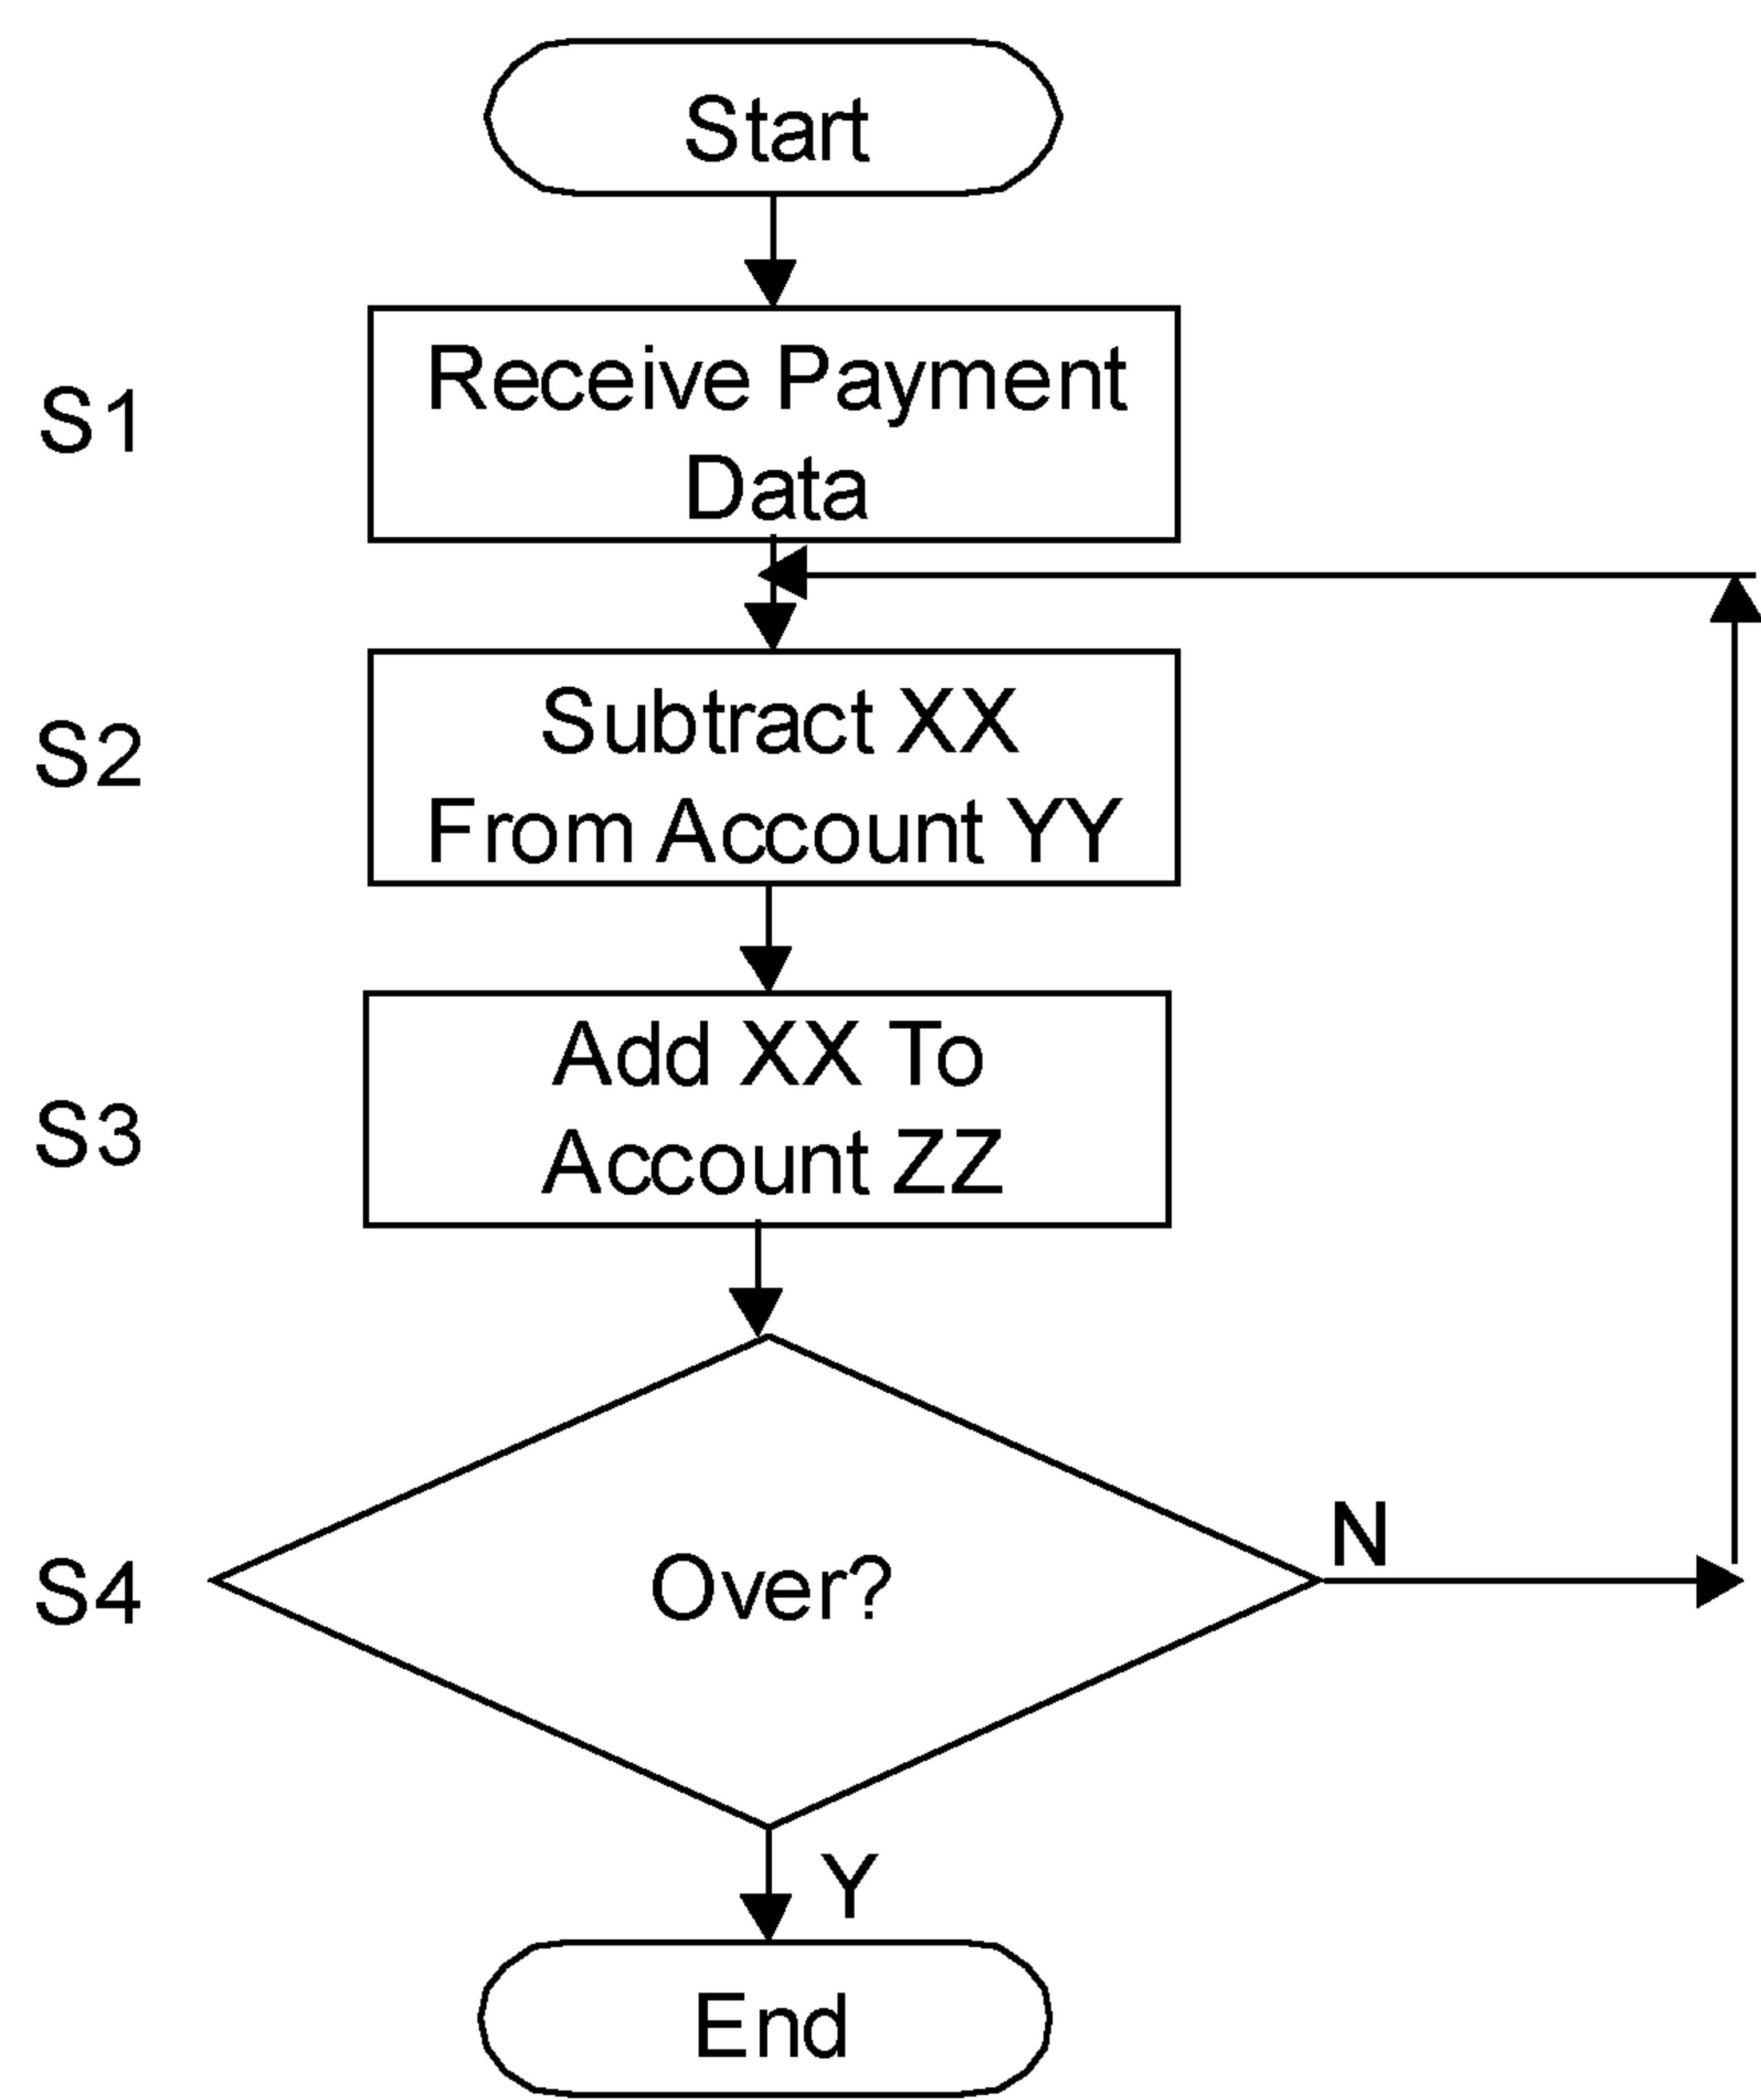 Start
S1
Receive Payment
Data
S2
Subtract XX
From Account YY
S3
Add XX To
Account ZZ
S4
Over?
N
Y
End